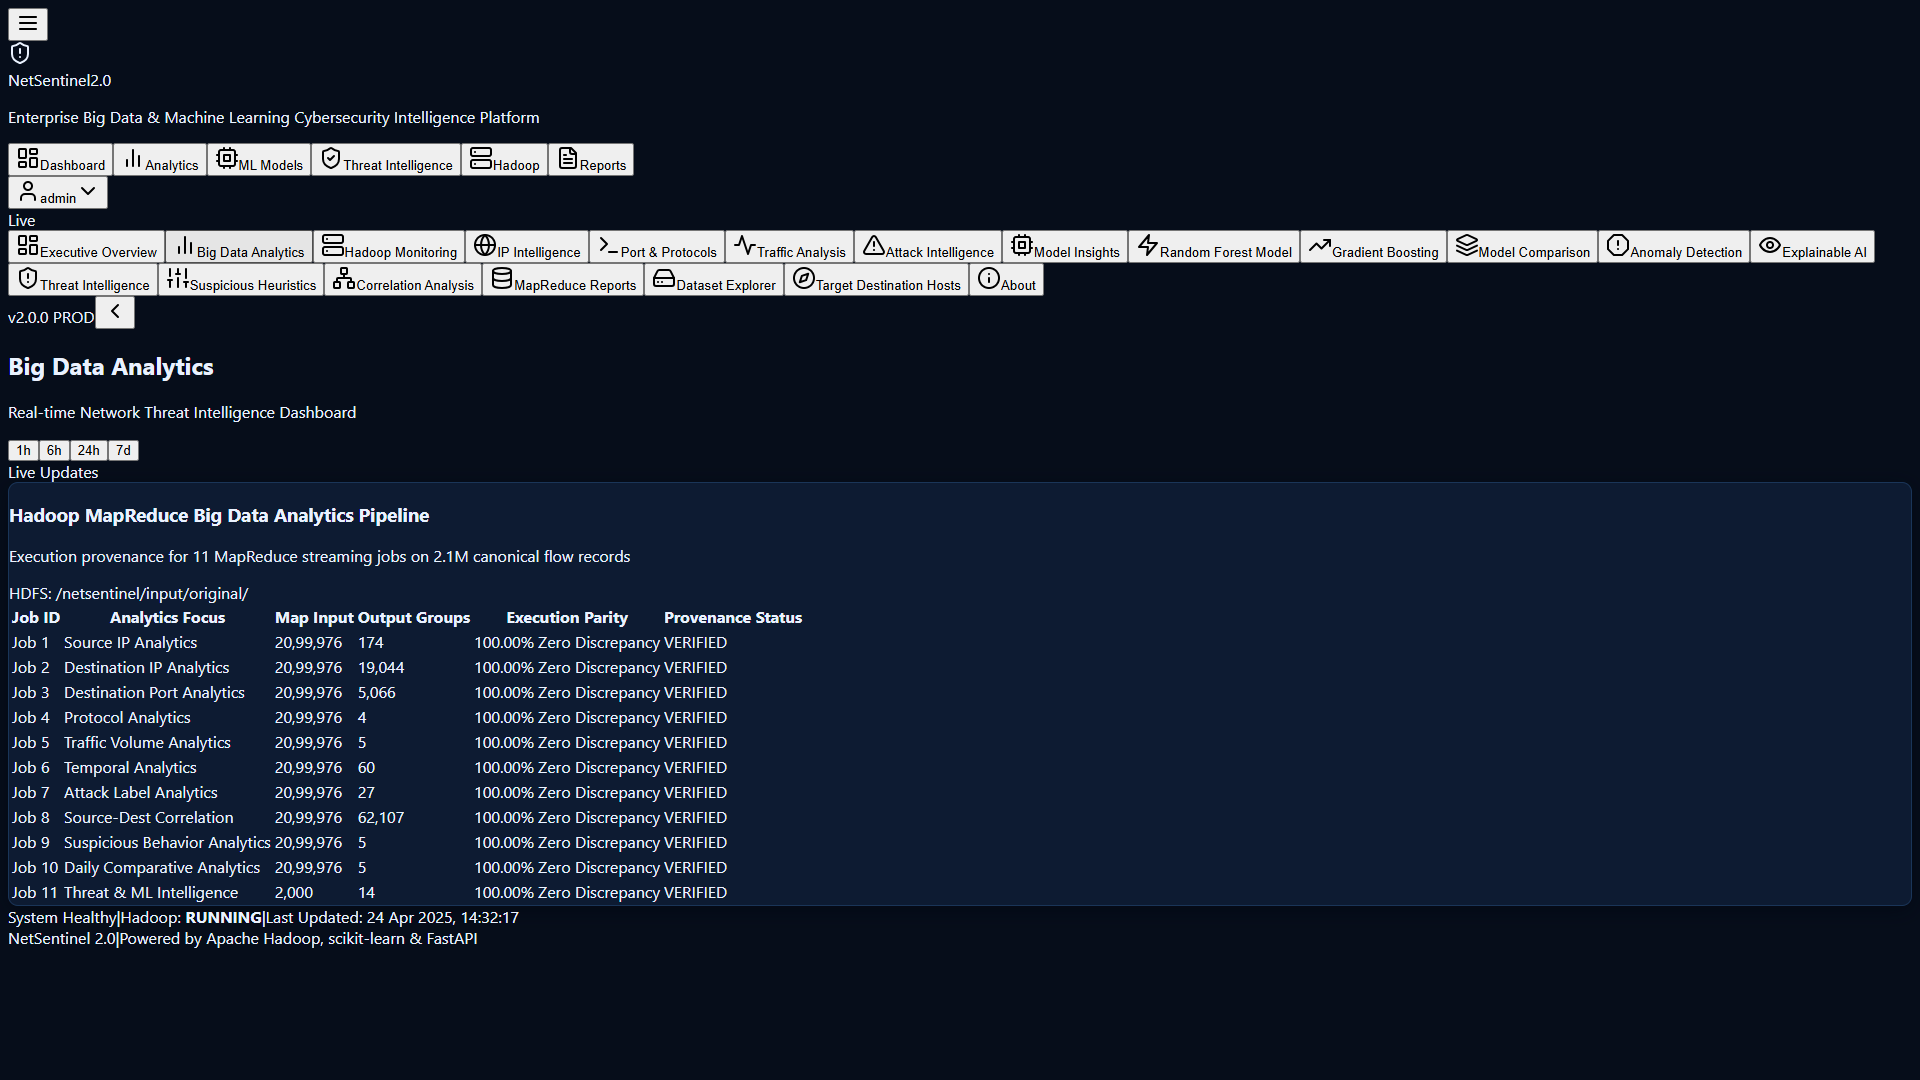 NetSentinel2.0
Enterprise Big Data & Machine Learning Cybersecurity Intelligence Platform
Dashboard Analytics ML Models Threat Intelligence Hadoop Reports
admin
Live
Executive Overview Big Data Analytics Hadoop Monitoring IP Intelligence Port & Protocols Traffic Analysis Attack Intelligence Model Insights Random Forest Model Gradient Boosting Model Comparison Anomaly Detection Explainable AI
Threat Intelligence Suspicious Heuristics Correlation Analysis MapReduce Reports Dataset Explorer Target Destination Hosts About
v2.0.0 PROD
Big Data Analytics
Real-time Network Threat Intelligence Dashboard
1h 6h 24h 7d
Live Updates
Hadoop MapReduce Big Data Analytics Pipeline
Execution provenance for 11 MapReduce streaming jobs on 2.1M canonical flow records
HDFS: /netsentinel/input/original/
Job ID Analytics Focus Map Input Output Groups Execution Parity Provenance Status
Job 1 Source IP Analytics 20,99,976 174 100.00% Zero Discrepancy VERIFIED
Job 2 Destination IP Analytics 20,99,976 19,044 100.00% Zero Discrepancy VERIFIED
Job 3 Destination Port Analytics 20,99,976 5,066 100.00% Zero Discrepancy VERIFIED
Job 4 Protocol Analytics 20,99,976 4 100.00% Zero Discrepancy VERIFIED
Job 5 Traffic Volume Analytics 20,99,976 5 100.00% Zero Discrepancy VERIFIED
Job 6 Temporal Analytics 20,99,976 60 100.00% Zero Discrepancy VERIFIED
Job 7 Attack Label Analytics 20,99,976 27 100.00% Zero Discrepancy VERIFIED
Job 8 Source-Dest Correlation 20,99,976 62,107 100.00% Zero Discrepancy VERIFIED
Job 9 Suspicious Behavior Analytics 20,99,976 5 100.00% Zero Discrepancy VERIFIED
Job 10 Daily Comparative Analytics 20,99,976 5 100.00% Zero Discrepancy VERIFIED
Job 11 Threat & ML Intelligence 2,000 14 100.00% Zero Discrepancy VERIFIED
System Healthy|Hadoop: RUNNING|Last Updated: 24 Apr 2025, 14:32:17
NetSentinel 2.0|Powered by Apache Hadoop, scikit-learn & FastAPI